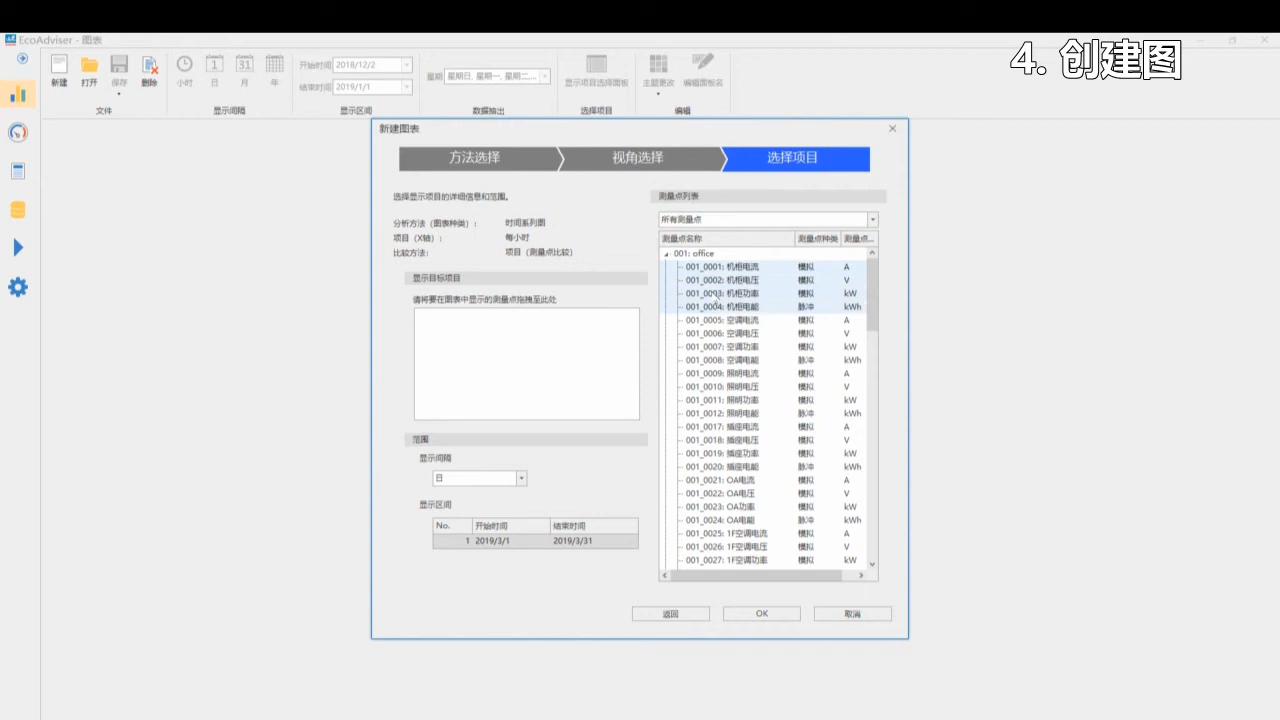 EcoAdviser - 图表
4. 创建图
新建
打开
保存
删除
文件
小时
日
月
年
显示间隔
开始时间 2018/12/2
结束时间 2019/1/1
显示区间
星期 星期日, 星期一, 星期二,...
数据抽出
显示项目选择面板
选择项目
主题更改
编辑面板名
编辑
新建图表
方法选择
视角选择
选择项目
选择显示项目的详细信息和范围。
分析方法（图表种类）： 时间系列图
项目（X轴）： 每小时
比较方法： 项目（测量点比较）
显示目标项目
请将要在图表中显示的测量点拖拽至此处
范围
显示间隔
日
显示区间
No. 开始时间 结束时间
1 2019/3/1 2019/3/31
测量点列表
所有测量点
测量点名称 测量点种类 测量点...
001: office
001_0001: 机柜电流 模拟 A
001_0002: 机柜电压 模拟 V
001_0003: 机柜功率 模拟 kW
001_0004: 机柜电能 脉冲 kWh
001_0005: 空调电流 模拟 A
001_0006: 空调电压 模拟 V
001_0007: 空调功率 模拟 kW
001_0008: 空调电能 脉冲 kWh
001_0009: 照明电流 模拟 A
001_0010: 照明电压 模拟 V
001_0011: 照明功率 模拟 kW
001_0012: 照明电能 脉冲 kWh
001_0017: 插座电流 模拟 A
001_0018: 插座电压 模拟 V
001_0019: 插座功率 模拟 kW
001_0020: 插座电能 脉冲 kWh
001_0021: OA电流 模拟 A
001_0022: OA电压 模拟 V
001_0023: OA功率 模拟 kW
001_0024: OA电能 脉冲 kWh
001_0025: 1F空调电流 模拟 A
001_0026: 1F空调电压 模拟 V
001_0027: 1F空调功率 模拟 kW
返回
OK
取消